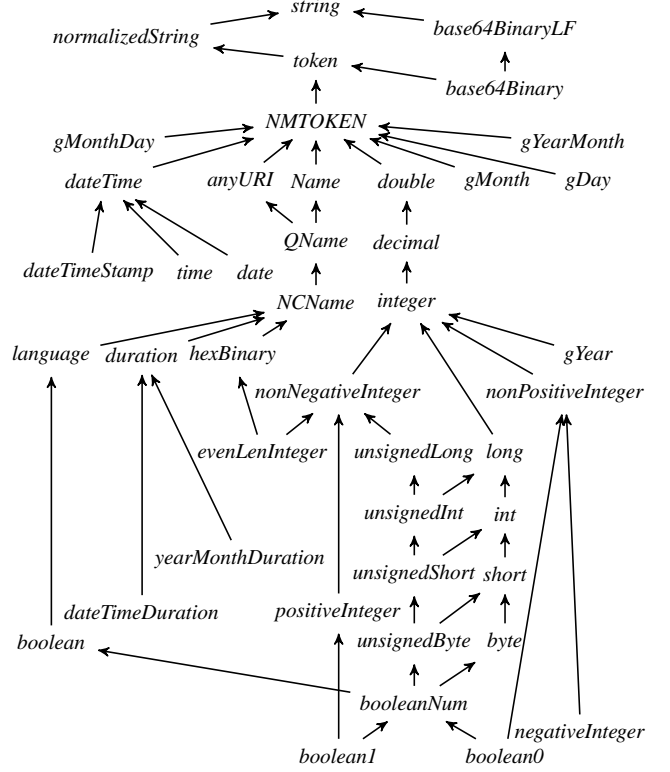 string
base64BinaryLF
normalizedString
token
base64Binary
NMTOKEN
gMonthDay
gYearMonth
dateTime
anyURI
Name
double
gMonth
gDay
QName
decimal
dateTimeStamp
time
date
NCName
integer
language
duration
hexBinary
gYear
nonNegativeInteger
nonPositiveInteger
evenLenInteger
unsignedLong
long
unsignedInt
int
yearMonthDuration
unsignedShort
short
dateTimeDuration
positiveInteger
boolean
unsignedByte
byte
booleanNum
negativeInteger
boolean1
boolean0